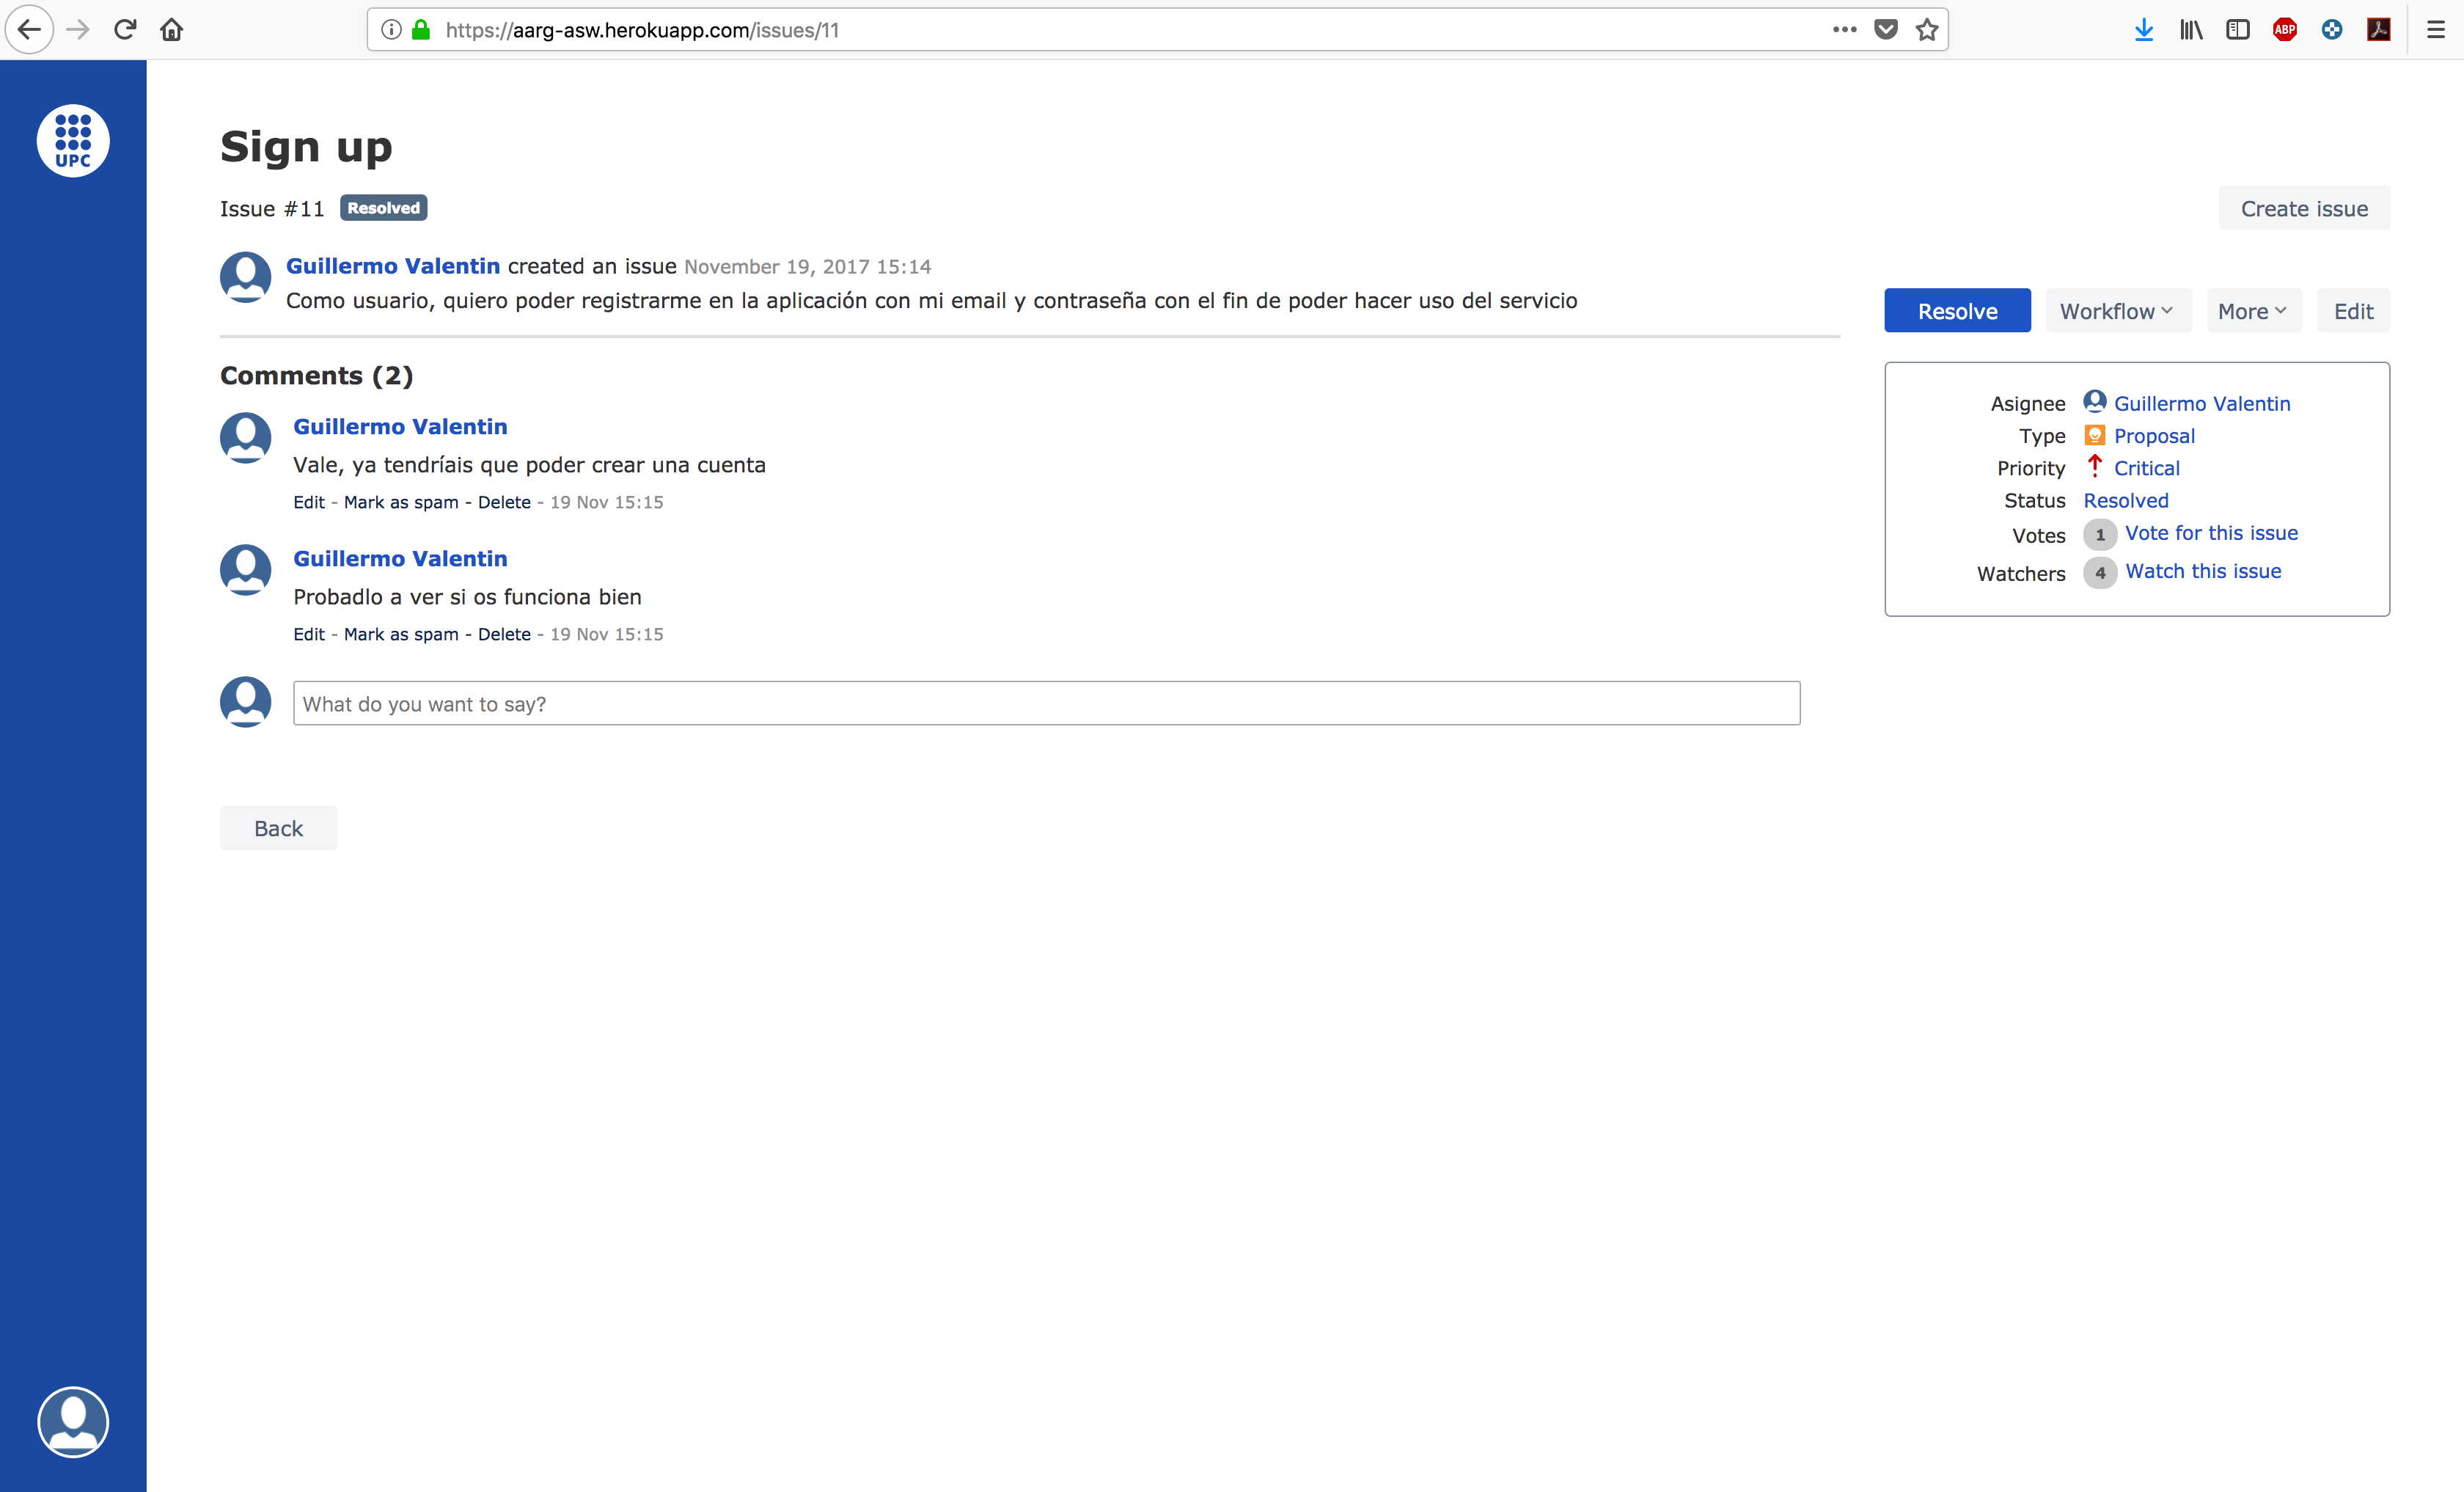 https://aarg-asw.herokuapp.com/issues/11
ABP
UPC
Sign up
Issue #11 Resolved
Create issue
Guillermo Valentin created an issue November 19, 2017 15:14
Como usuario, quiero poder registrarme en la aplicación con mi email y contraseña con el fin de poder hacer uso del servicio
Resolve Workflow More Edit
Comments (2)
Guillermo Valentin
Vale, ya tendríais que poder crear una cuenta
Edit - Mark as spam - Delete - 19 Nov 15:15
Guillermo Valentin
Probadlo a ver si os funciona bien
Edit - Mark as spam - Delete - 19 Nov 15:15
What do you want to say?
Back
Asignee Guillermo Valentin
Type Proposal
Priority Critical
Status Resolved
Votes 1 Vote for this issue
Watchers 4 Watch this issue